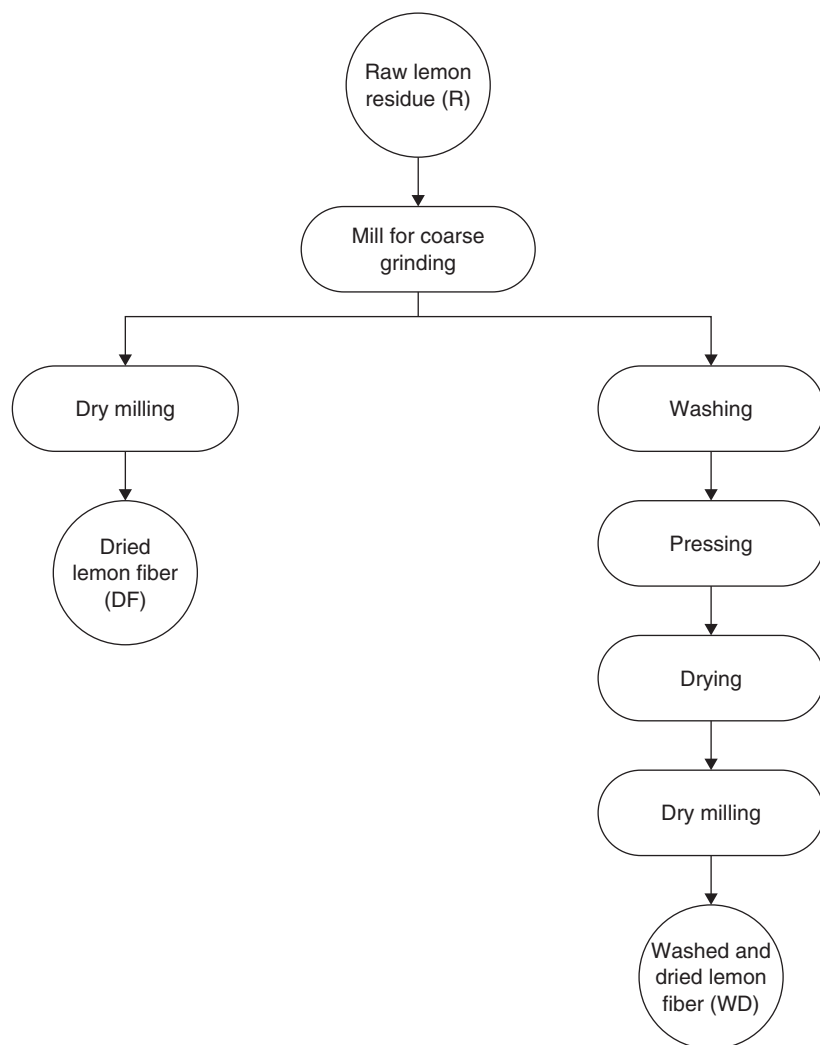 Raw lemon
residue (R)
Mill for coarse
grinding
Dry milling
Dried
lemon fiber
(DF)
Washing
Pressing
Drying
Dry milling
Washed and
dried lemon
fiber (WD)